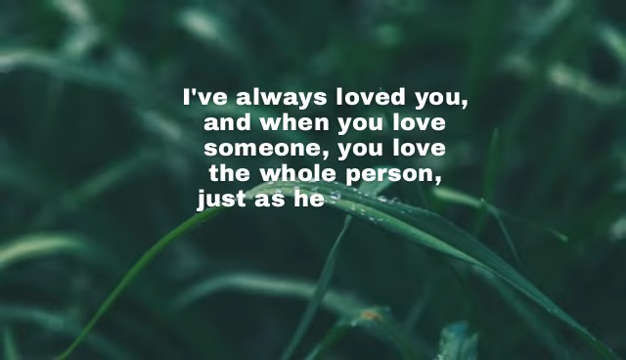 I've always loved you,
and when you love
someone, you love
the whole person,
just as he